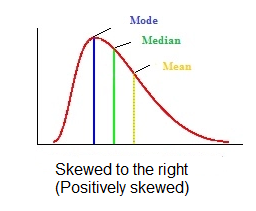 Mode
Median
Mean
Skewed to the right
(Positively skewed)